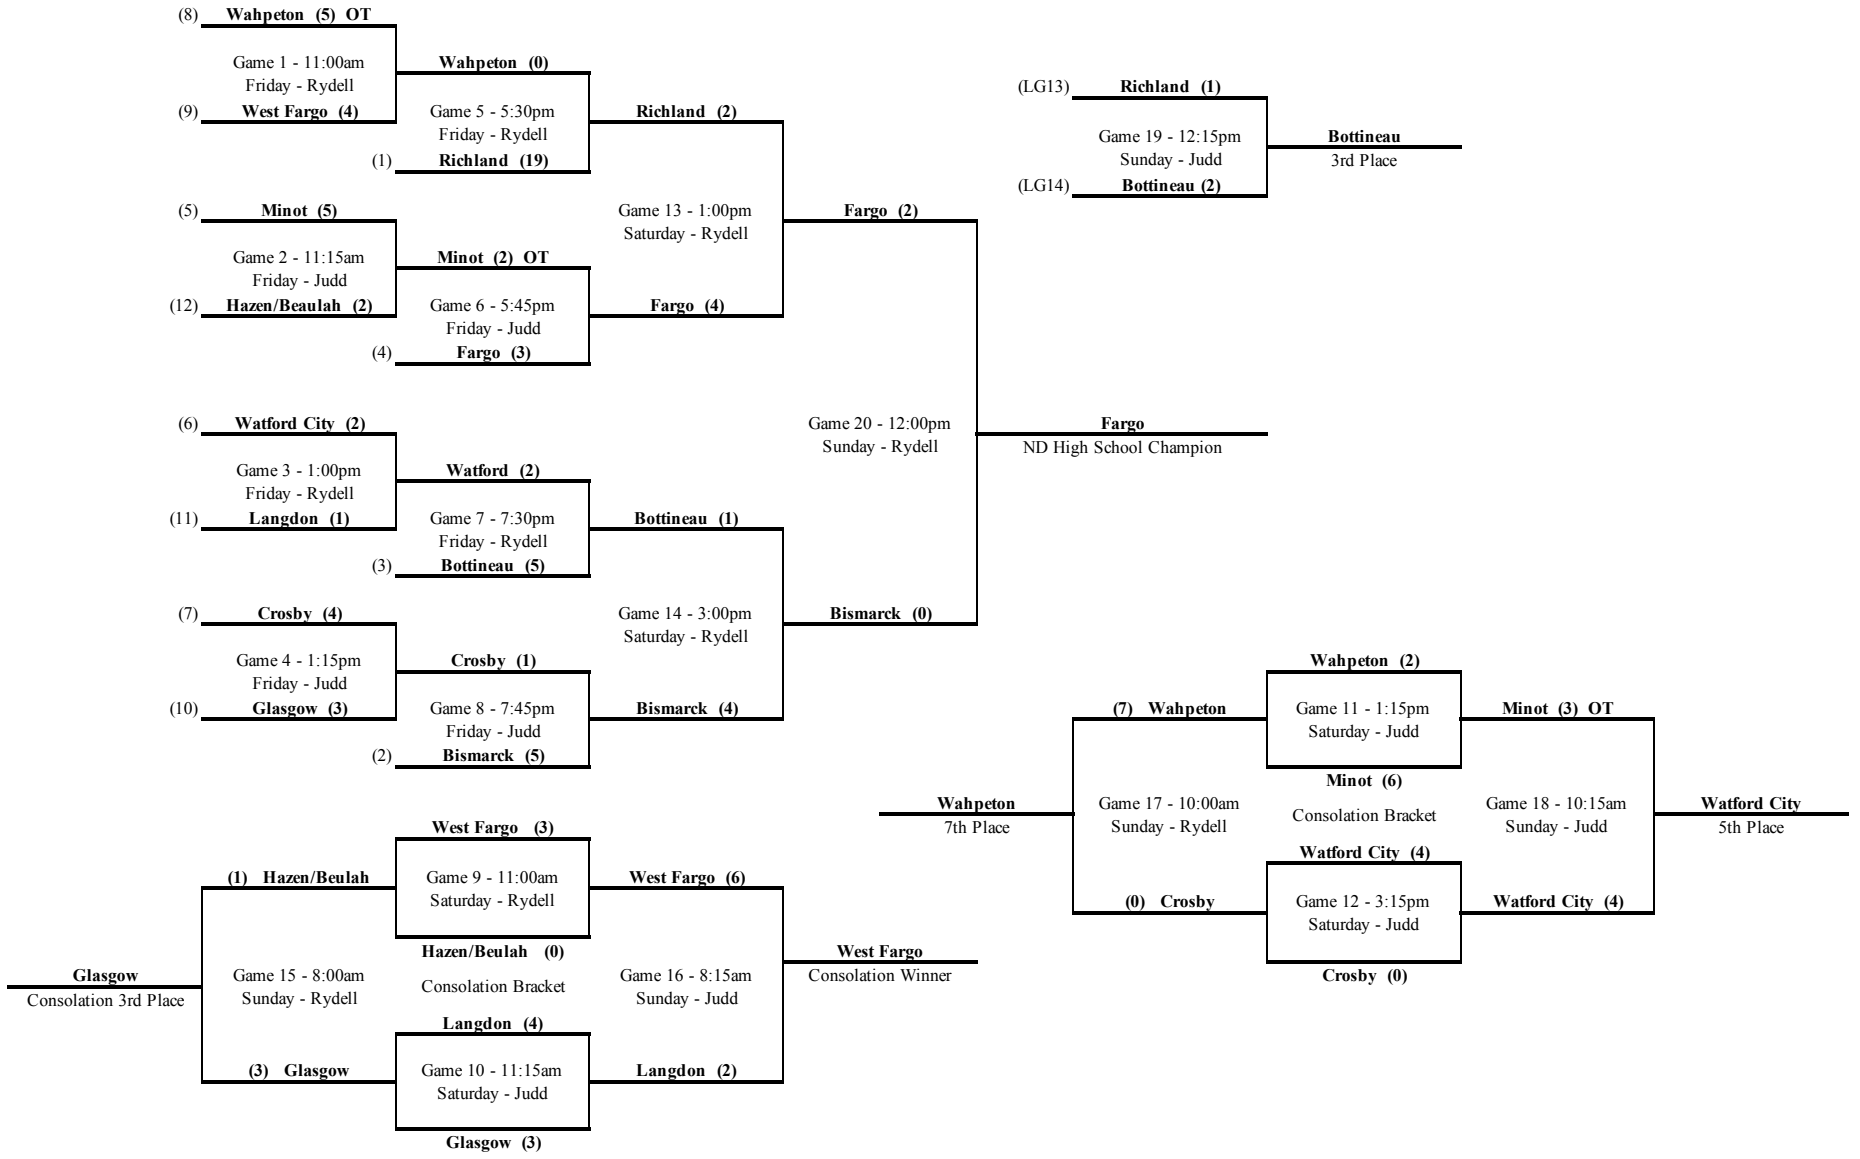 (8) Wahpeton (5) OT
Game 1 - 11:00am
Friday - Rydell
(9) West Fargo (4)
Wahpeton (0)
Game 5 - 5:30pm
Friday - Rydell
(1) Richland (19)
(5) Minot (5)
Game 2 - 11:15am
Friday - Judd
(12) Hazen/Beaulah (2)
Minot (2) OT
Game 6 - 5:45pm
Friday - Judd
(4) Fargo (3)
Richland (2)
Game 13 - 1:00pm
Saturday - Rydell
Fargo (4)
(6) Watford City (2)
Game 3 - 1:00pm
Friday - Rydell
(11) Langdon (1)
Watford (2)
Game 7 - 7:30pm
Friday - Rydell
(3) Bottineau (5)
(7) Crosby (4)
Game 4 - 1:15pm
Friday - Judd
(10) Glasgow (3)
Crosby (1)
Game 8 - 7:45pm
Friday - Judd
(2) Bismarck (5)
Bottineau (1)
Game 14 - 3:00pm
Saturday - Rydell
Bismarck (4)
Fargo (2)
Game 20 - 12:00pm
Sunday - Rydell
Bismarck (0)
Fargo
ND High School Champion
(LG13) Richland (1)
Game 19 - 12:15pm
Sunday - Judd
(LG14) Bottineau (2)
Bottineau
3rd Place
Wahpeton (2)
Game 11 - 1:15pm
Saturday - Judd
Minot (6)
Consolation Bracket
Watford City (4)
Game 12 - 3:15pm
Saturday - Judd
Crosby (0)
(7) Wahpeton
Game 17 - 10:00am
Sunday - Rydell
(0) Crosby
Wahpeton
7th Place
Minot (3) OT
Game 18 - 10:15am
Sunday - Judd
Watford City (4)
Watford City
5th Place
West Fargo (3)
Game 9 - 11:00am
Saturday - Rydell
Hazen/Beulah (0)
Consolation Bracket
Langdon (4)
Game 10 - 11:15am
Saturday - Judd
Glasgow (3)
(1) Hazen/Beulah
Game 15 - 8:00am
Sunday - Rydell
(3) Glasgow
Glasgow
Consolation 3rd Place
West Fargo (6)
Game 16 - 8:15am
Sunday - Judd
Langdon (2)
West Fargo
Consolation Winner